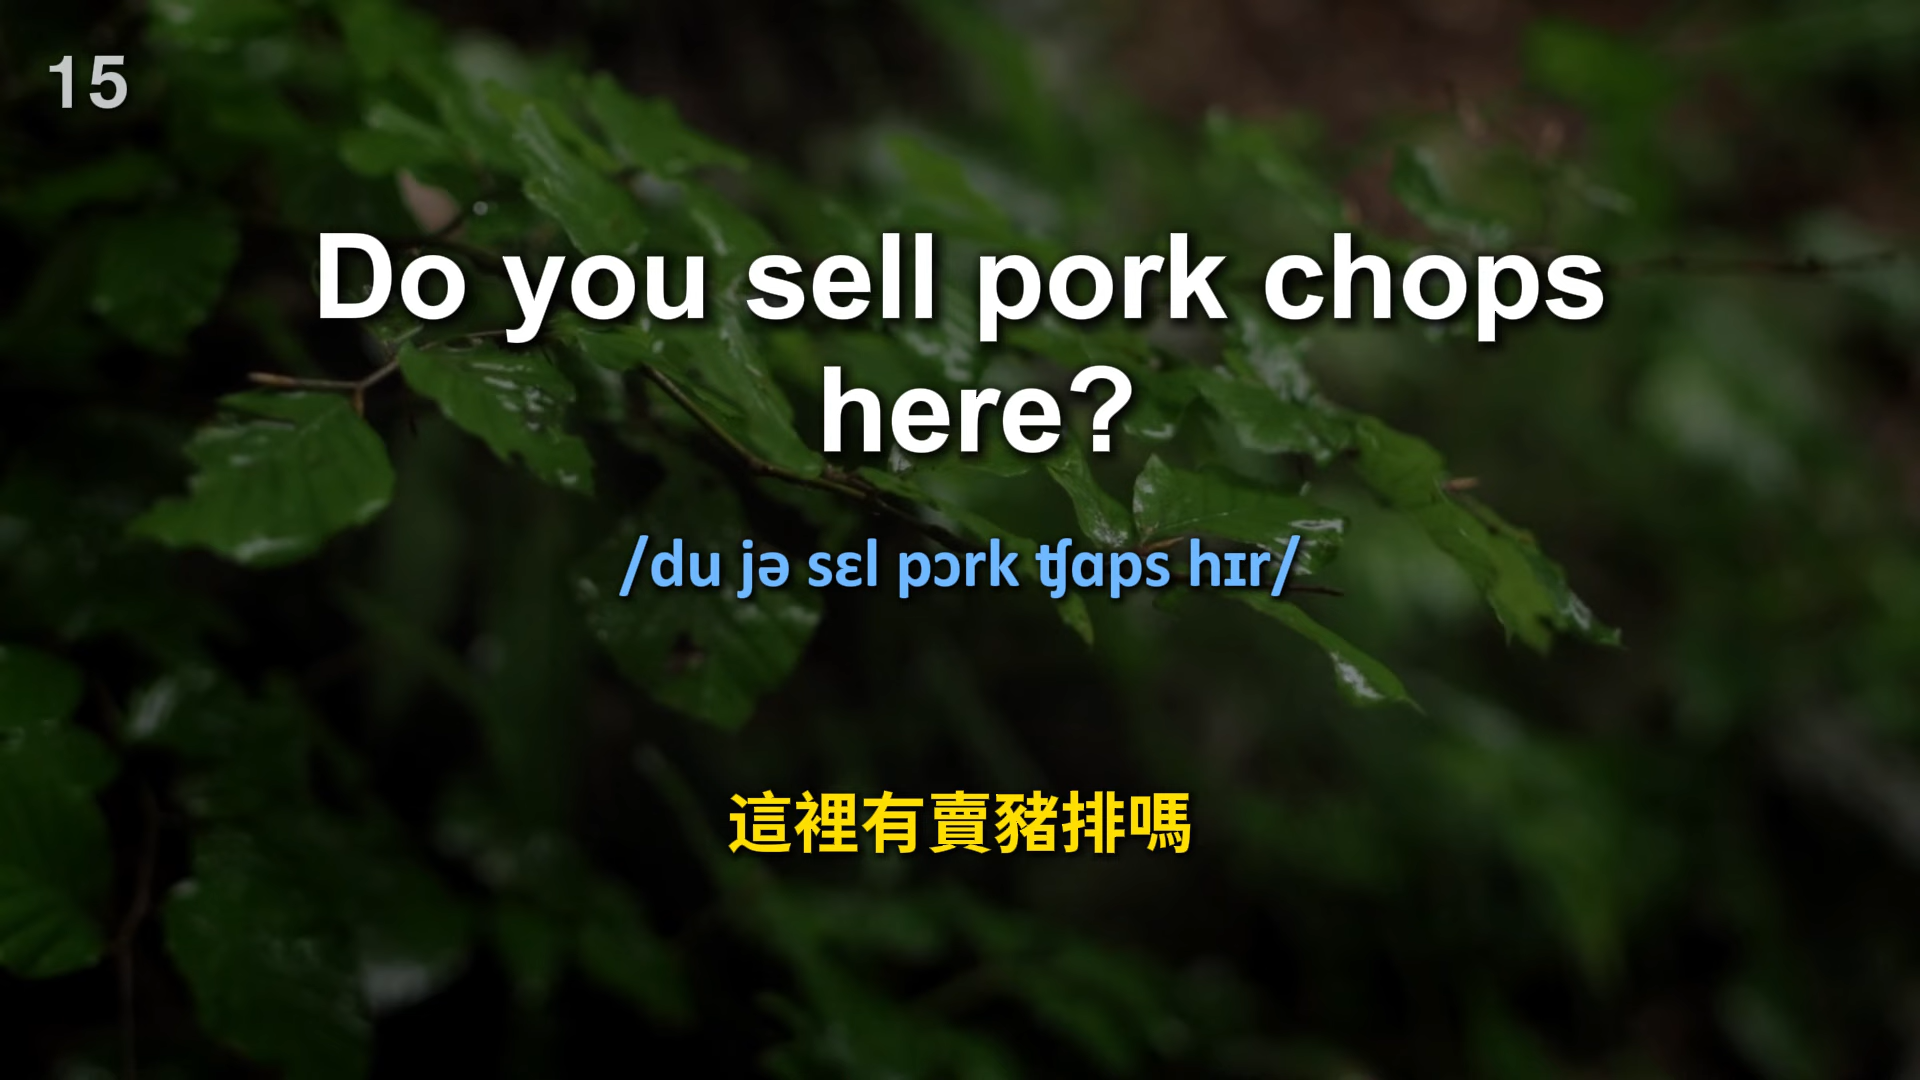 15
Do you sell pork chops
here?
/du jə sɛl pɔrk ʧɑps hɪr/
這裡有賣豬排嗎